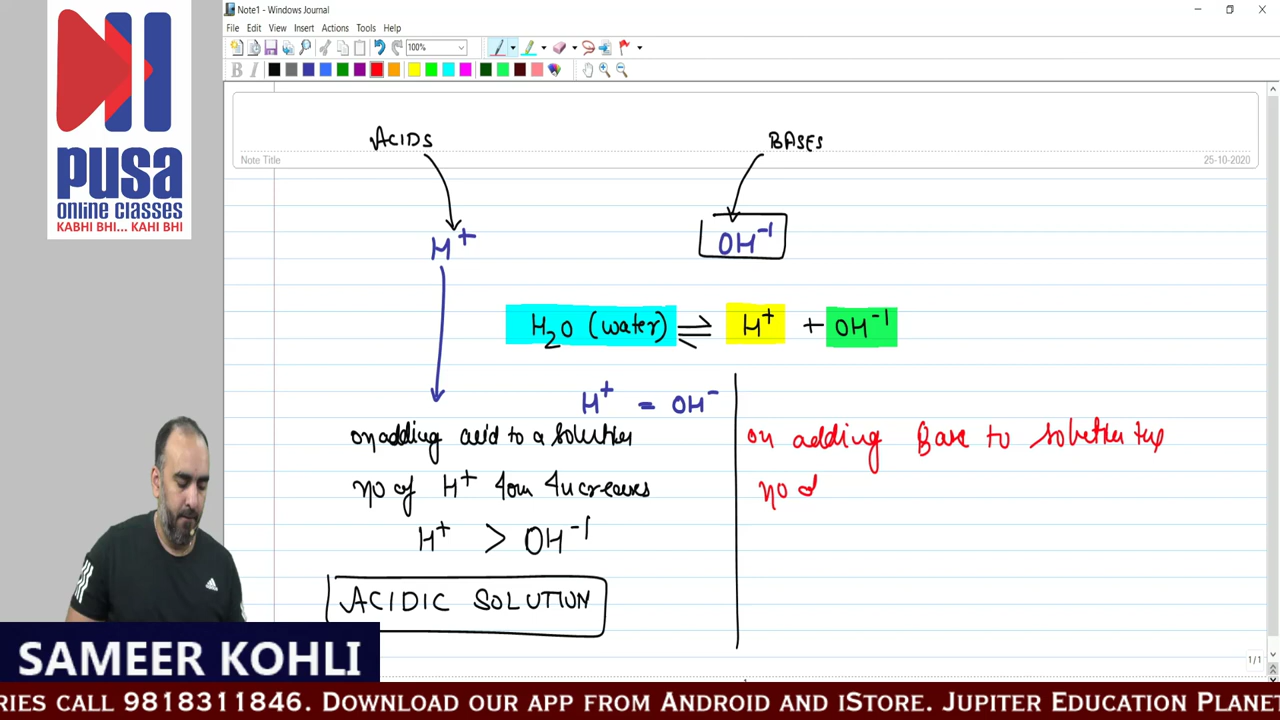 Note1 - Windows Journal
File Edit View Insert Actions Tools Help
100%
B I
PUSA
ONLINE CLASSES
KABHI BHI... KAHI BHI
ACIDS
BASES
Note Title
25-10-2020
H+
OH-1
H2O (water) ⇌ H+ + OH-1
H+ = OH-
on adding acid to a solution
no of H+ Increases
H+ > OH-1
ACIDIC SOLUTION
on adding Base to solution the
no o
SAMEER KOHLI
1/1
RIES CALL 9818311846. DOWNLOAD OUR APP FROM ANDROID AND ISTORE. JUPITER EDUCATION PLANE